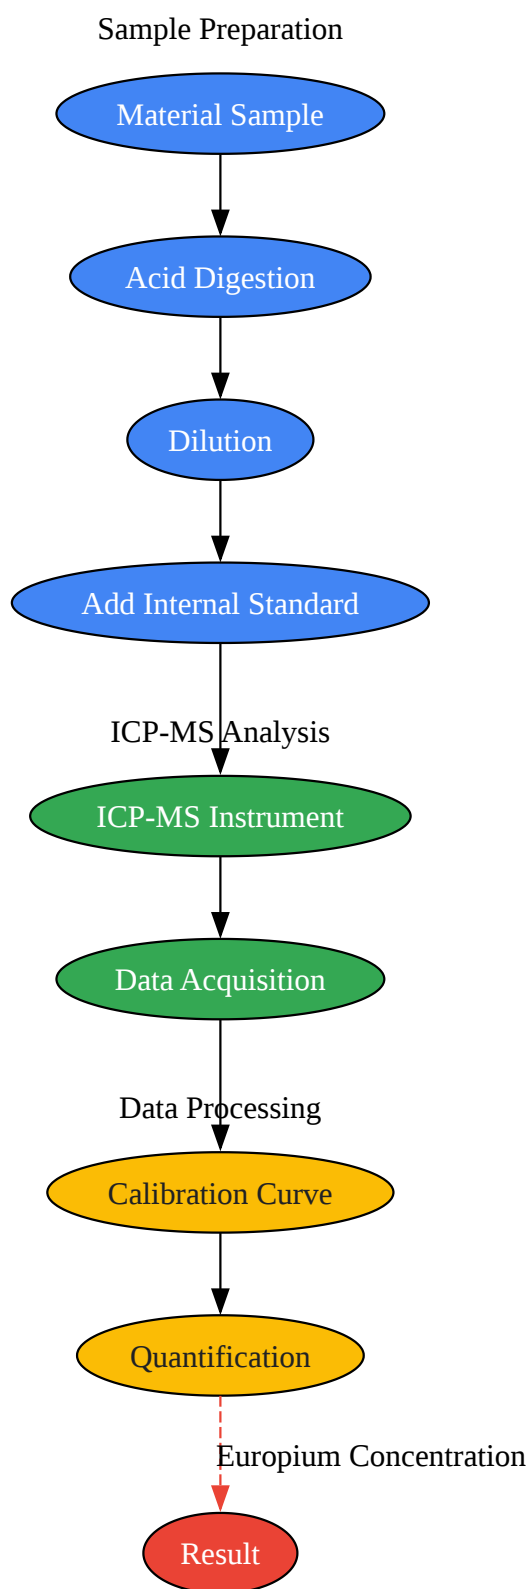 Sample Preparation
Material Sample
Acid Digestion
Dilution
Add Internal Standard
ICP-MS Analysis
ICP-MS Instrument
Data Acquisition
Data Processing
Calibration Curve
Quantification
Europium Concentration
Result